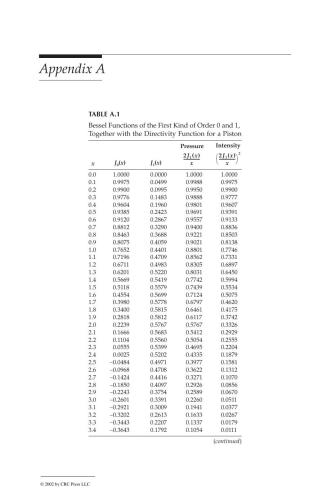 Appendix A
TABLE A.1
Bessel Functions of the First Kind of Order 0 and 1,
Together with the Directivity Function for a Piston
Pressure Intensity
x J₀(x) J₁(x) 2J₁(x)/x (2J₁(x)/x)²
0.0 1.0000 0.0000 1.0000 1.0000
0.1 0.9975 0.0499 0.9988 0.9975
0.2 0.9900 0.0995 0.9950 0.9900
0.3 0.9776 0.1483 0.9888 0.9777
0.4 0.9604 0.1960 0.9801 0.9607
0.5 0.9385 0.2423 0.9691 0.9391
0.6 0.9120 0.2867 0.9557 0.9133
0.7 0.8812 0.3290 0.9400 0.8836
0.8 0.8463 0.3688 0.9221 0.8503
0.9 0.8075 0.4059 0.9021 0.8138
1.0 0.7652 0.4401 0.8801 0.7746
1.1 0.7196 0.4709 0.8562 0.7331
1.2 0.6711 0.4983 0.8305 0.6897
1.3 0.6201 0.5220 0.8031 0.6450
1.4 0.5669 0.5419 0.7742 0.5994
1.5 0.5118 0.5579 0.7439 0.5534
1.6 0.4554 0.5699 0.7124 0.5075
1.7 0.3980 0.5778 0.6797 0.4620
1.8 0.3400 0.5815 0.6461 0.4175
1.9 0.2818 0.5812 0.6117 0.3742
2.0 0.2239 0.5767 0.5767 0.3326
2.1 0.1666 0.5683 0.5412 0.2929
2.2 0.1104 0.5560 0.5054 0.2555
2.3 0.0555 0.5399 0.4695 0.2204
2.4 0.0025 0.5202 0.4335 0.1879
2.5 –0.0484 0.4971 0.3977 0.1581
2.6 –0.0968 0.4708 0.3622 0.1312
2.7 –0.1424 0.4416 0.3271 0.1070
2.8 –0.1850 0.4097 0.2926 0.0856
2.9 –0.2243 0.3754 0.2589 0.0670
3.0 –0.2601 0.3391 0.2260 0.0511
3.1 –0.2921 0.3009 0.1941 0.0377
3.2 –0.3202 0.2613 0.1633 0.0267
3.3 –0.3443 0.2207 0.1337 0.0179
3.4 –0.3643 0.1792 0.1054 0.0111
(continued)
© 2002 by CRC Press LLC